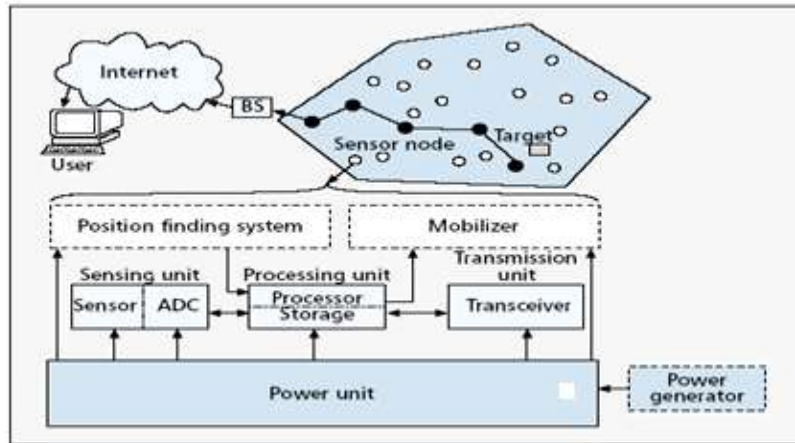 Internet
BS
User
Sensor node
Target
Position finding system
Mobilizer
Sensing unit
Processing unit
Transmission
unit
Sensor
ADC
Processor
Storage
Transceiver
Power unit
Power
generator